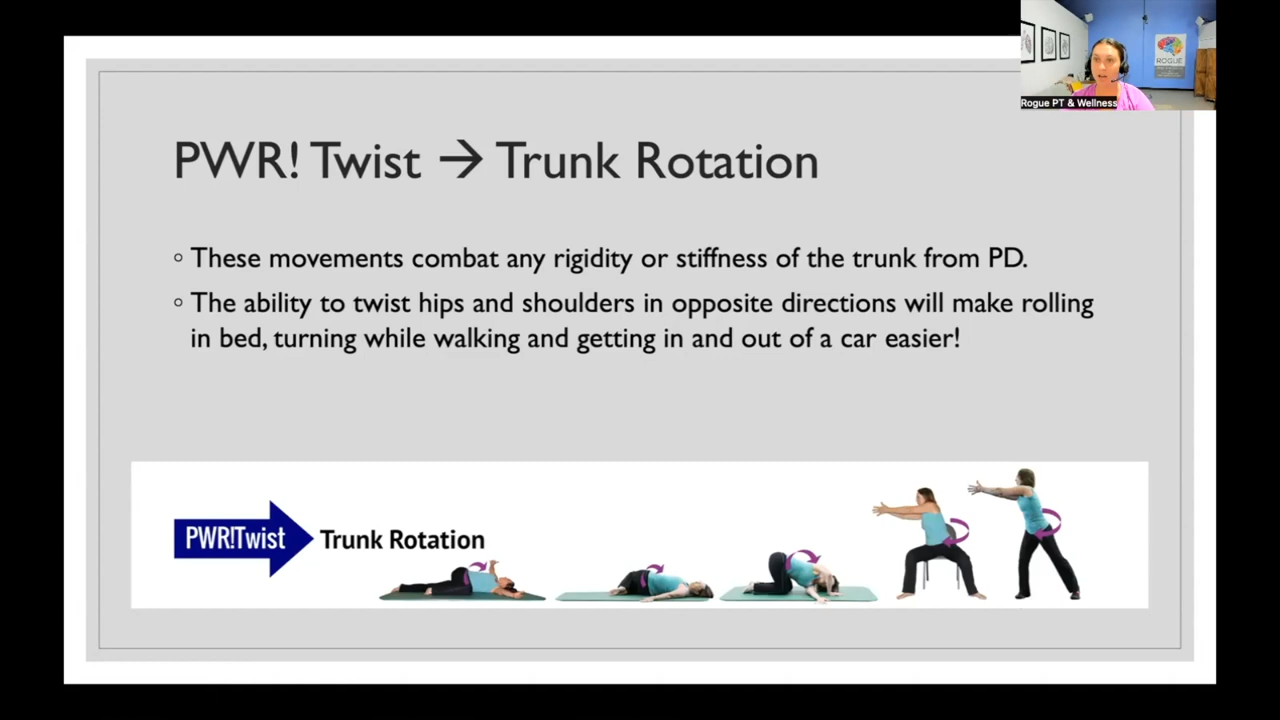 Rogue PT & Wellness
ROGUE
PWR! Twist → Trunk Rotation
◦ These movements combat any rigidity or stiffness of the trunk from PD.
◦ The ability to twist hips and shoulders in opposite directions will make rolling
in bed, turning while walking and getting in and out of a car easier!
PWR!Twist
Trunk Rotation